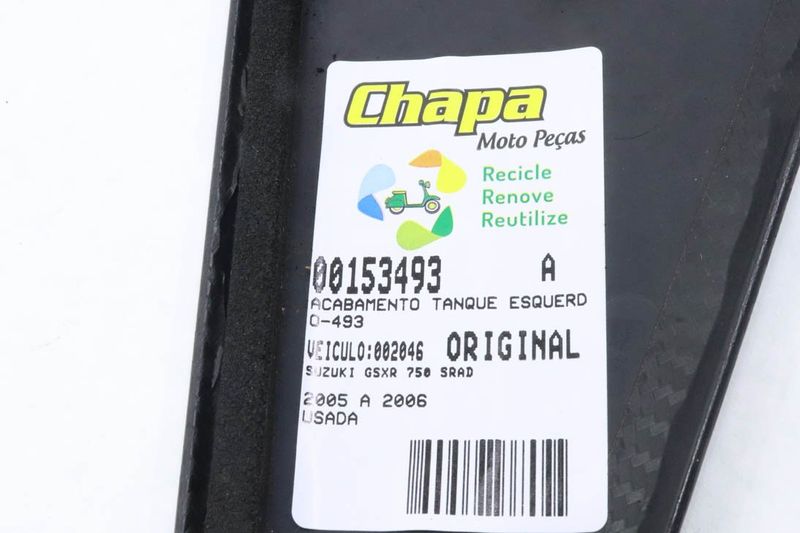 Chapa
Moto Peças
Recicle
Renove
Reutilize
00153493 A
ACABAMENTO TANQUE ESQUERD
O-493
VEICULO:002046 ORIGINAL
SUZUKI GSXR 750 SRAD
2005 A 2006
USADA